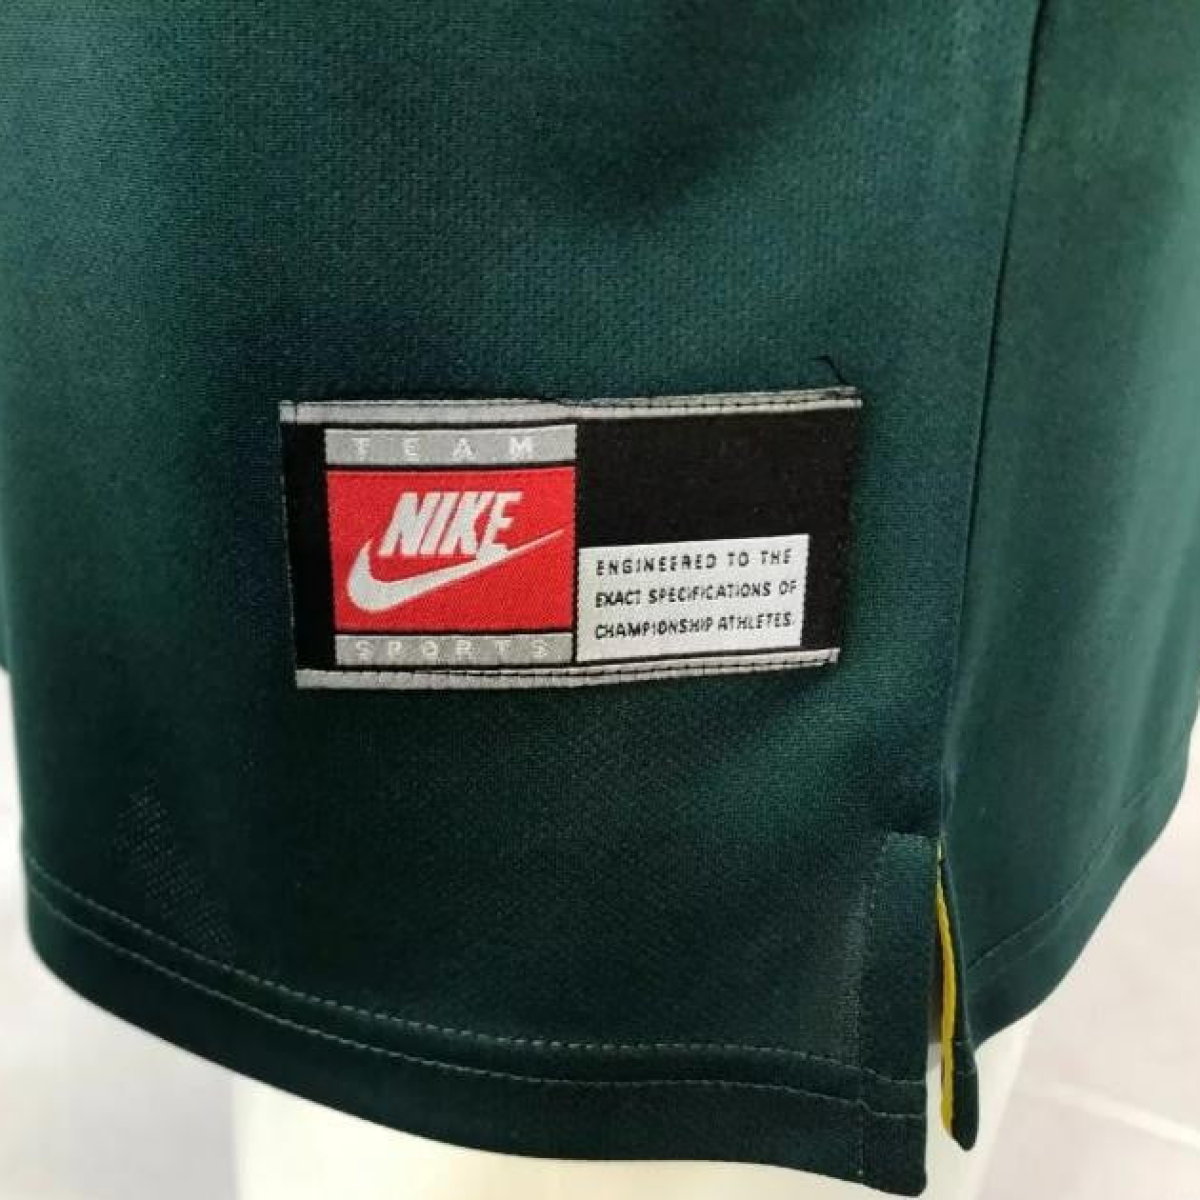 TEAM
NIKE
SPORTS
ENGINEERED TO THE
EXACT SPECIFICATIONS OF
CHAMPIONSHIP ATHLETES.